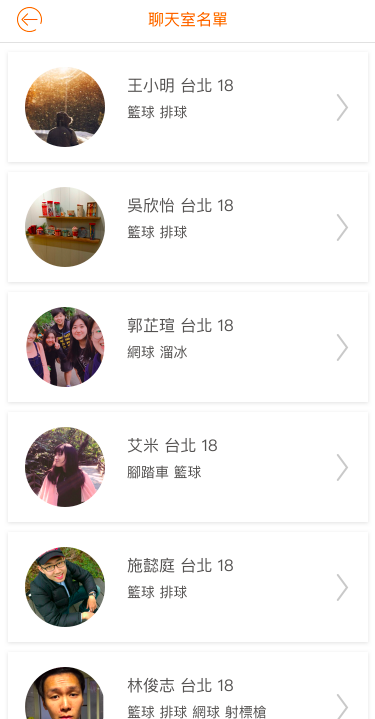 聊天室名單
王小明 台北 18
籃球 排球
吳欣怡 台北 18
籃球 排球
郭芷瑄 台北 18
網球 溜冰
艾米 台北 18
腳踏車 籃球
施懿庭 台北 18
籃球 排球
林俊志 台北 18
籃球 排球 網球 射標槍